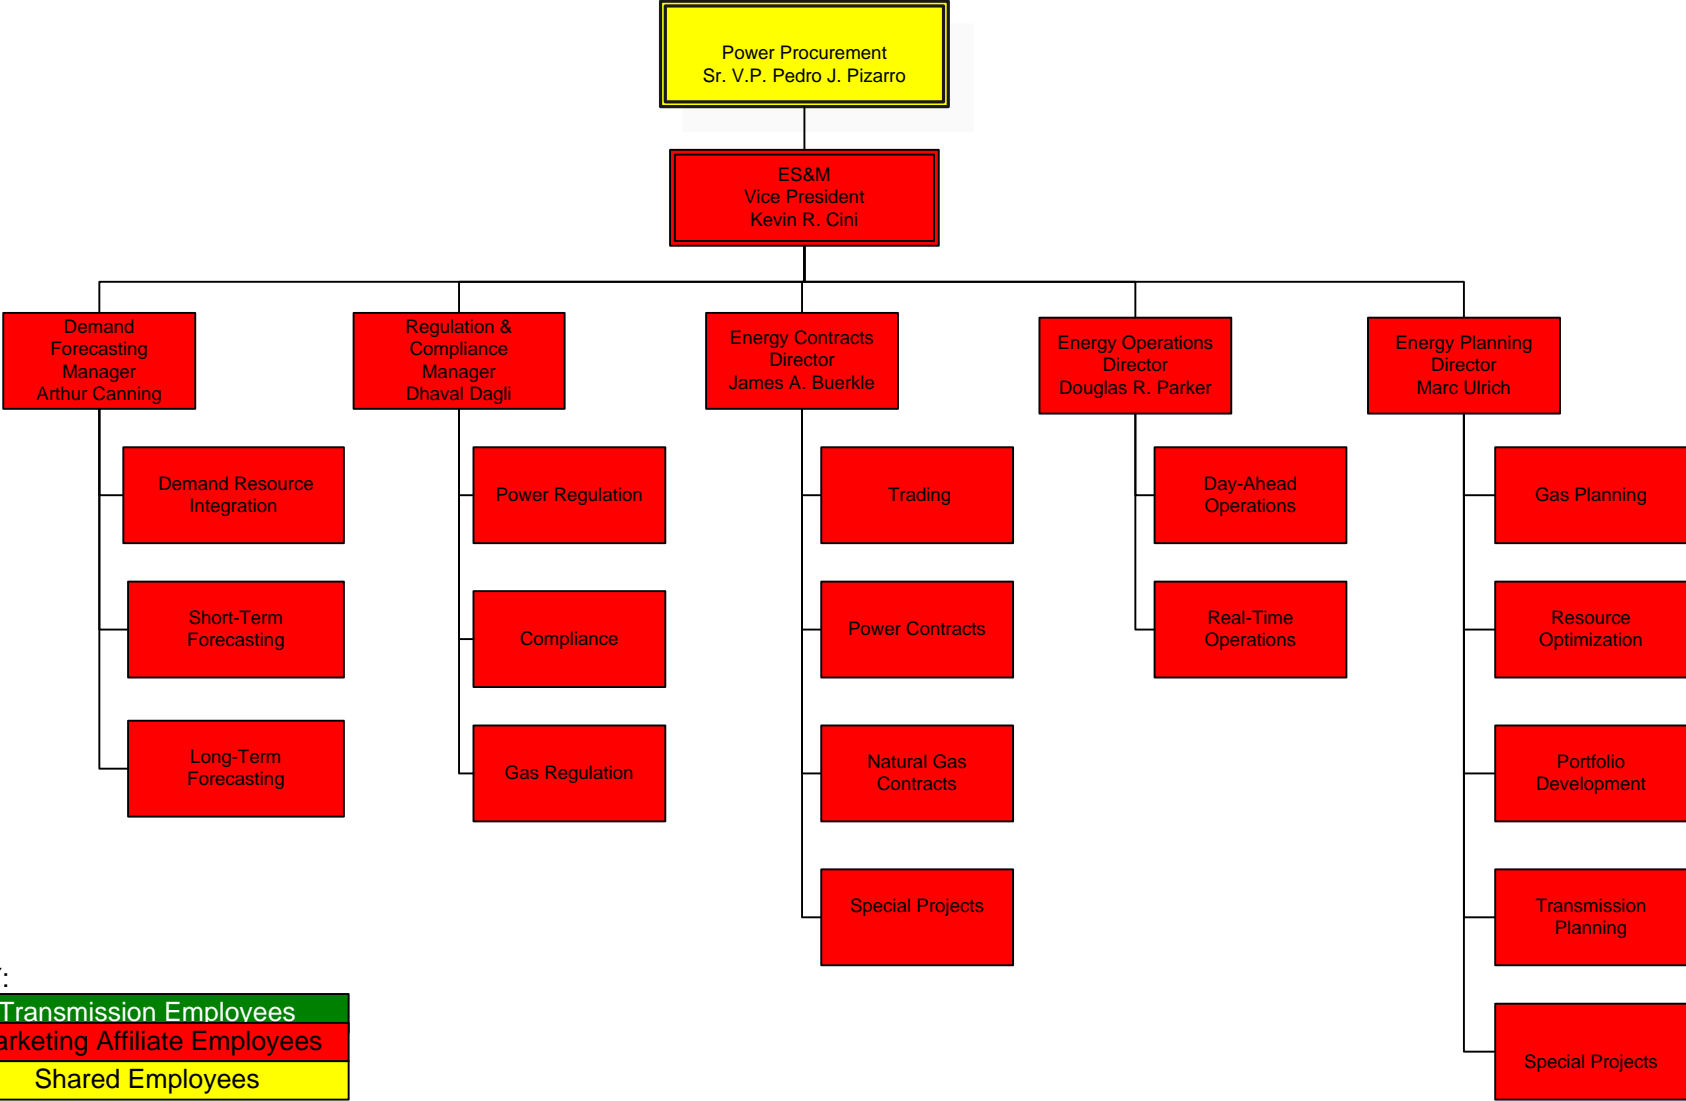 Power Procurement
Sr. V.P. Pedro J. Pizarro
ES&M
Vice President
Kevin R. Cini
Demand
Forecasting
Manager
Arthur Canning
Regulation &
Compliance
Manager
Dhaval Dagli
Energy Contracts
Director
James A. Buerkle
Energy Operations
Director
Douglas R. Parker
Energy Planning
Director
Marc Ulrich
Demand Resource
Integration
Short-Term
Forecasting
Long-Term
Forecasting
Power Regulation
Compliance
Gas Regulation
Trading
Power Contracts
Natural Gas
Contracts
Special Projects
Day-Ahead
Operations
Real-Time
Operations
Gas Planning
Resource
Optimization
Portfolio
Development
Transmission
Planning
Special Projects
Transmission Employees
arketing Affiliate Employees
Shared Employees